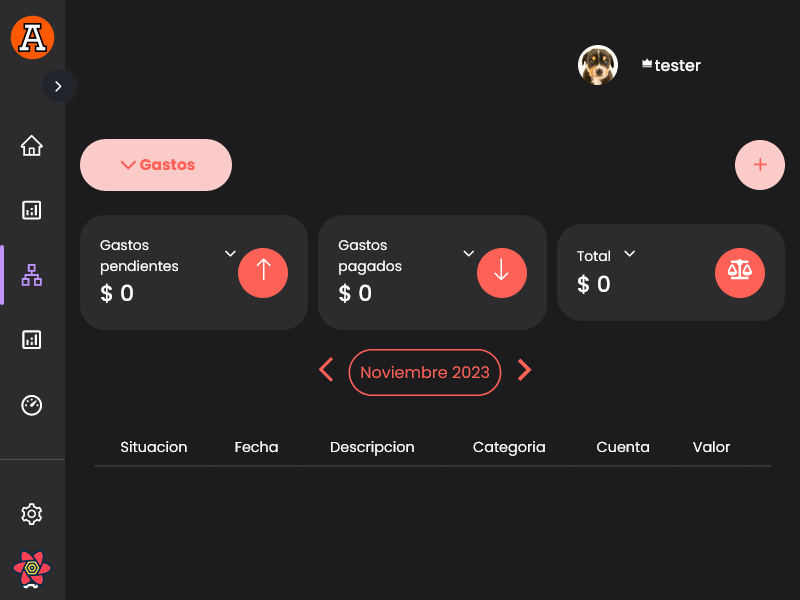 A
tester
Gastos
Gastos pendientes
$ 0
Gastos pagados
$ 0
Total
$ 0
Noviembre 2023
Situacion Fecha Descripcion Categoria Cuenta Valor